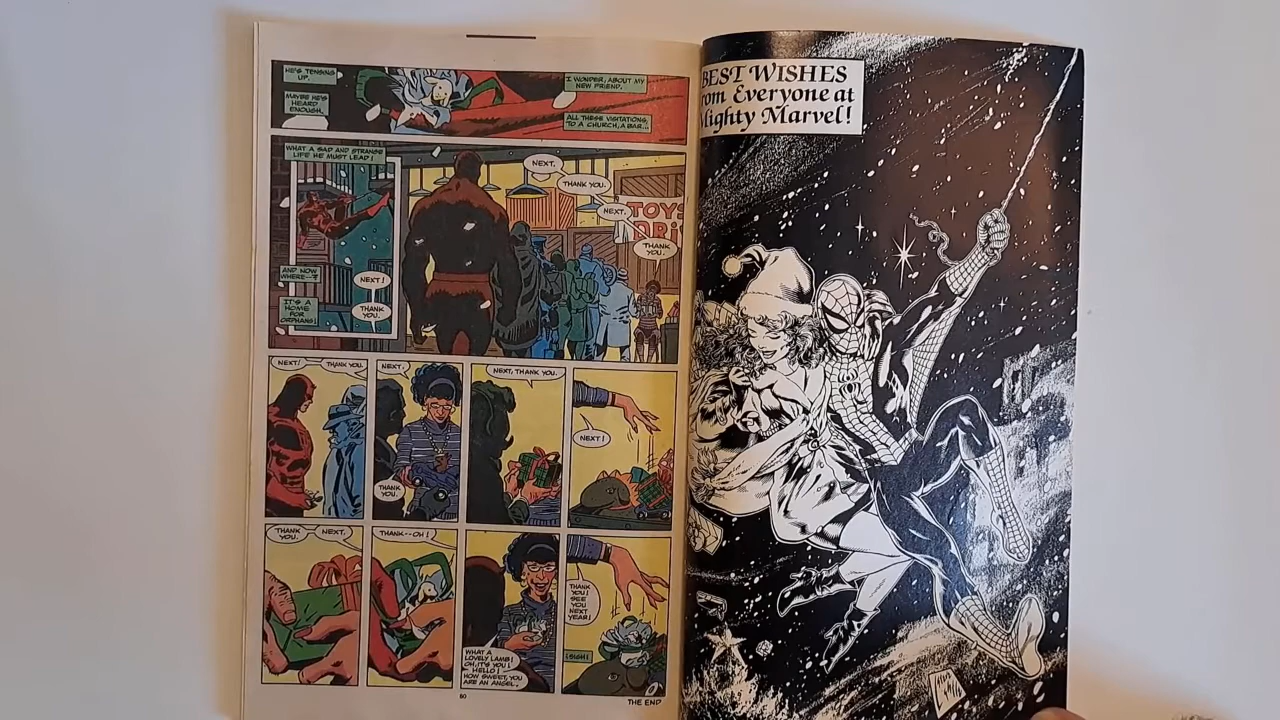 HE'S TENSING
UP.
MAYBE HE'S
HEARD
ENOUGH.
I WONDER, ABOUT MY
NEW FRIEND.
ALL THESE VISITATIONS,
TO A CHURCH, A BAR...
WHAT A SAD AND STRANGE
LIFE HE MUST LEAD!
AND NOW
WHERE--?
IT'S A
HOME
FOR
ORPHANS!
NEXT!
THANK
YOU.
NEXT.
THANK YOU.
NEXT.
THANK
YOU.
TOYS
NEXT!
THANK YOU.
NEXT.
THANK
YOU.
NEXT, THANK YOU.
NEXT!
THANK
YOU.
NEXT.
THANK--OH!
WHAT A
LOVELY LAMB!
OH, IT'S YOU!
HELLO!
HOW SWEET, YOU
ARE AN ANGEL.
THANK
YOU!
SEE
YOU
NEXT
YEAR!
¡SIGH!
60
THE END
BEST WISHES
rom Everyone at
Mighty Marvel!